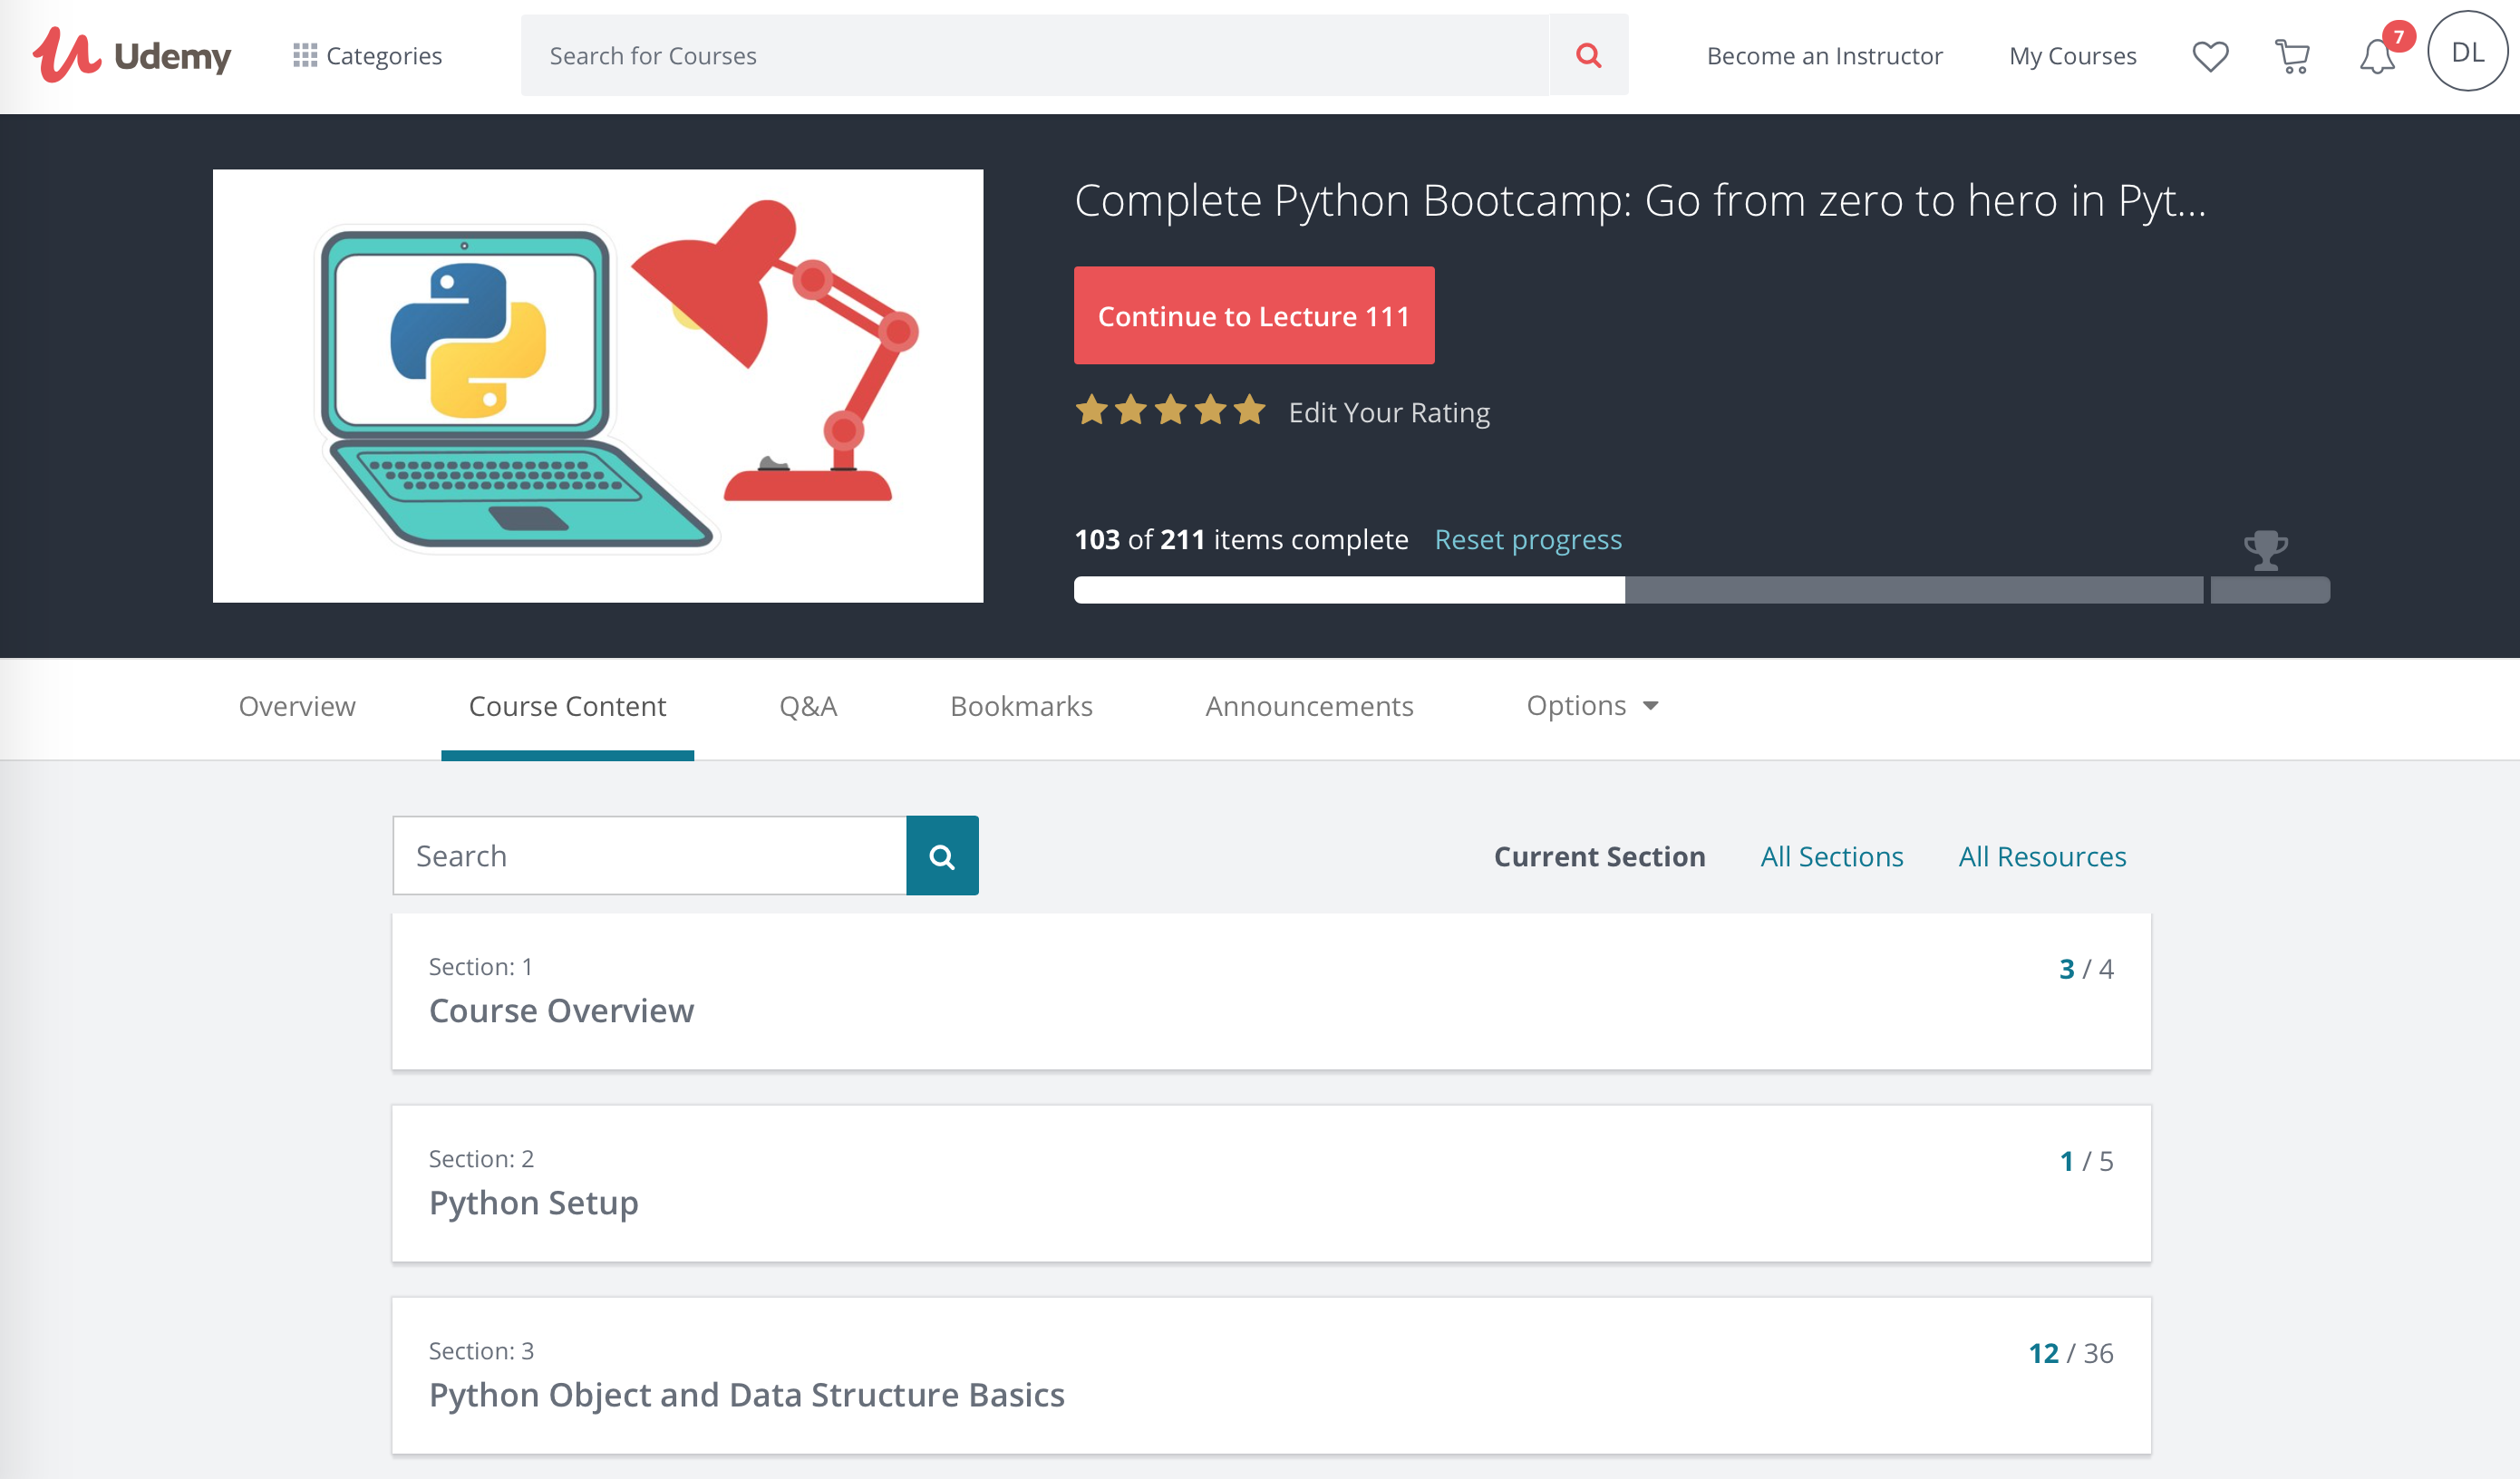 Udemy
Categories
Search for Courses
Become an Instructor
My Courses
7
DL
Complete Python Bootcamp: Go from zero to hero in Pyt...
Continue to Lecture 111
Edit Your Rating
103 of 211 items complete Reset progress
Overview
Course Content
Q&A
Bookmarks
Announcements
Options
Search
Current Section
All Sections
All Resources
Section: 1
3 / 4
Course Overview
Section: 2
1 / 5
Python Setup
Section: 3
12 / 36
Python Object and Data Structure Basics